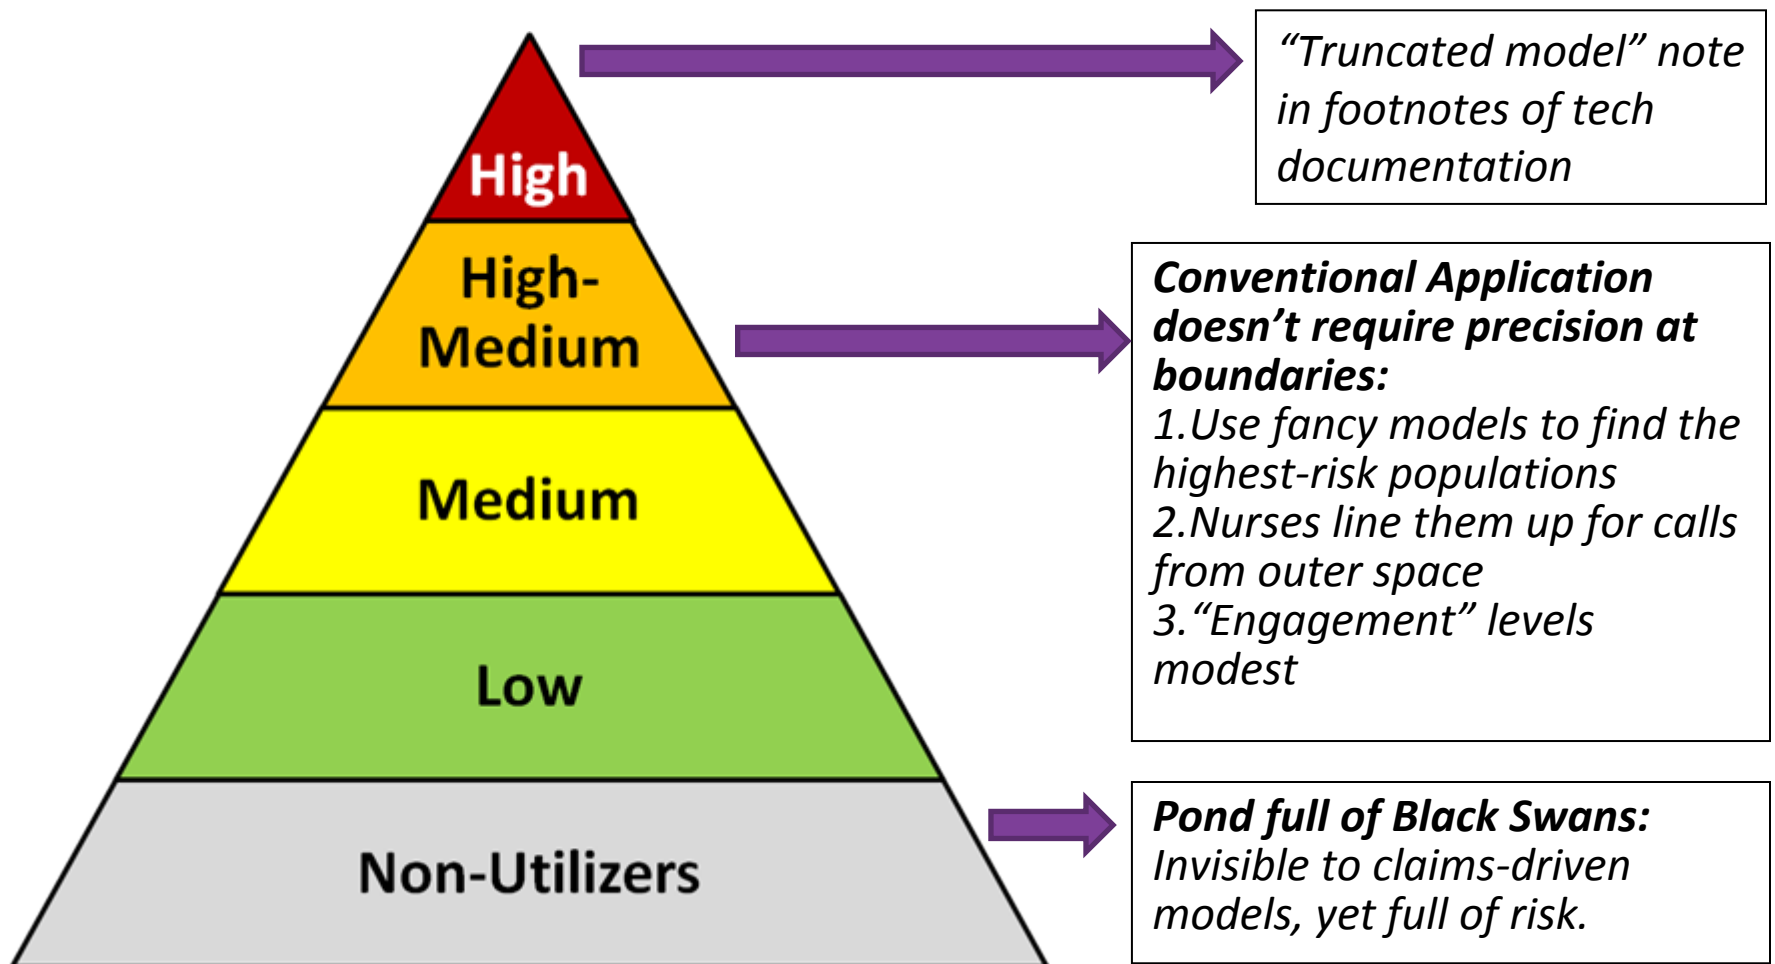 High
High-
Medium
Medium
Low
Non-Utilizers
“Truncated model” note
in footnotes of tech
documentation
Conventional Application
doesn’t require precision at
boundaries:
1.Use fancy models to find the
highest-risk populations
2.Nurses line them up for calls
from outer space
3.“Engagement” levels
modest
Pond full of Black Swans:
Invisible to claims-driven
models, yet full of risk.